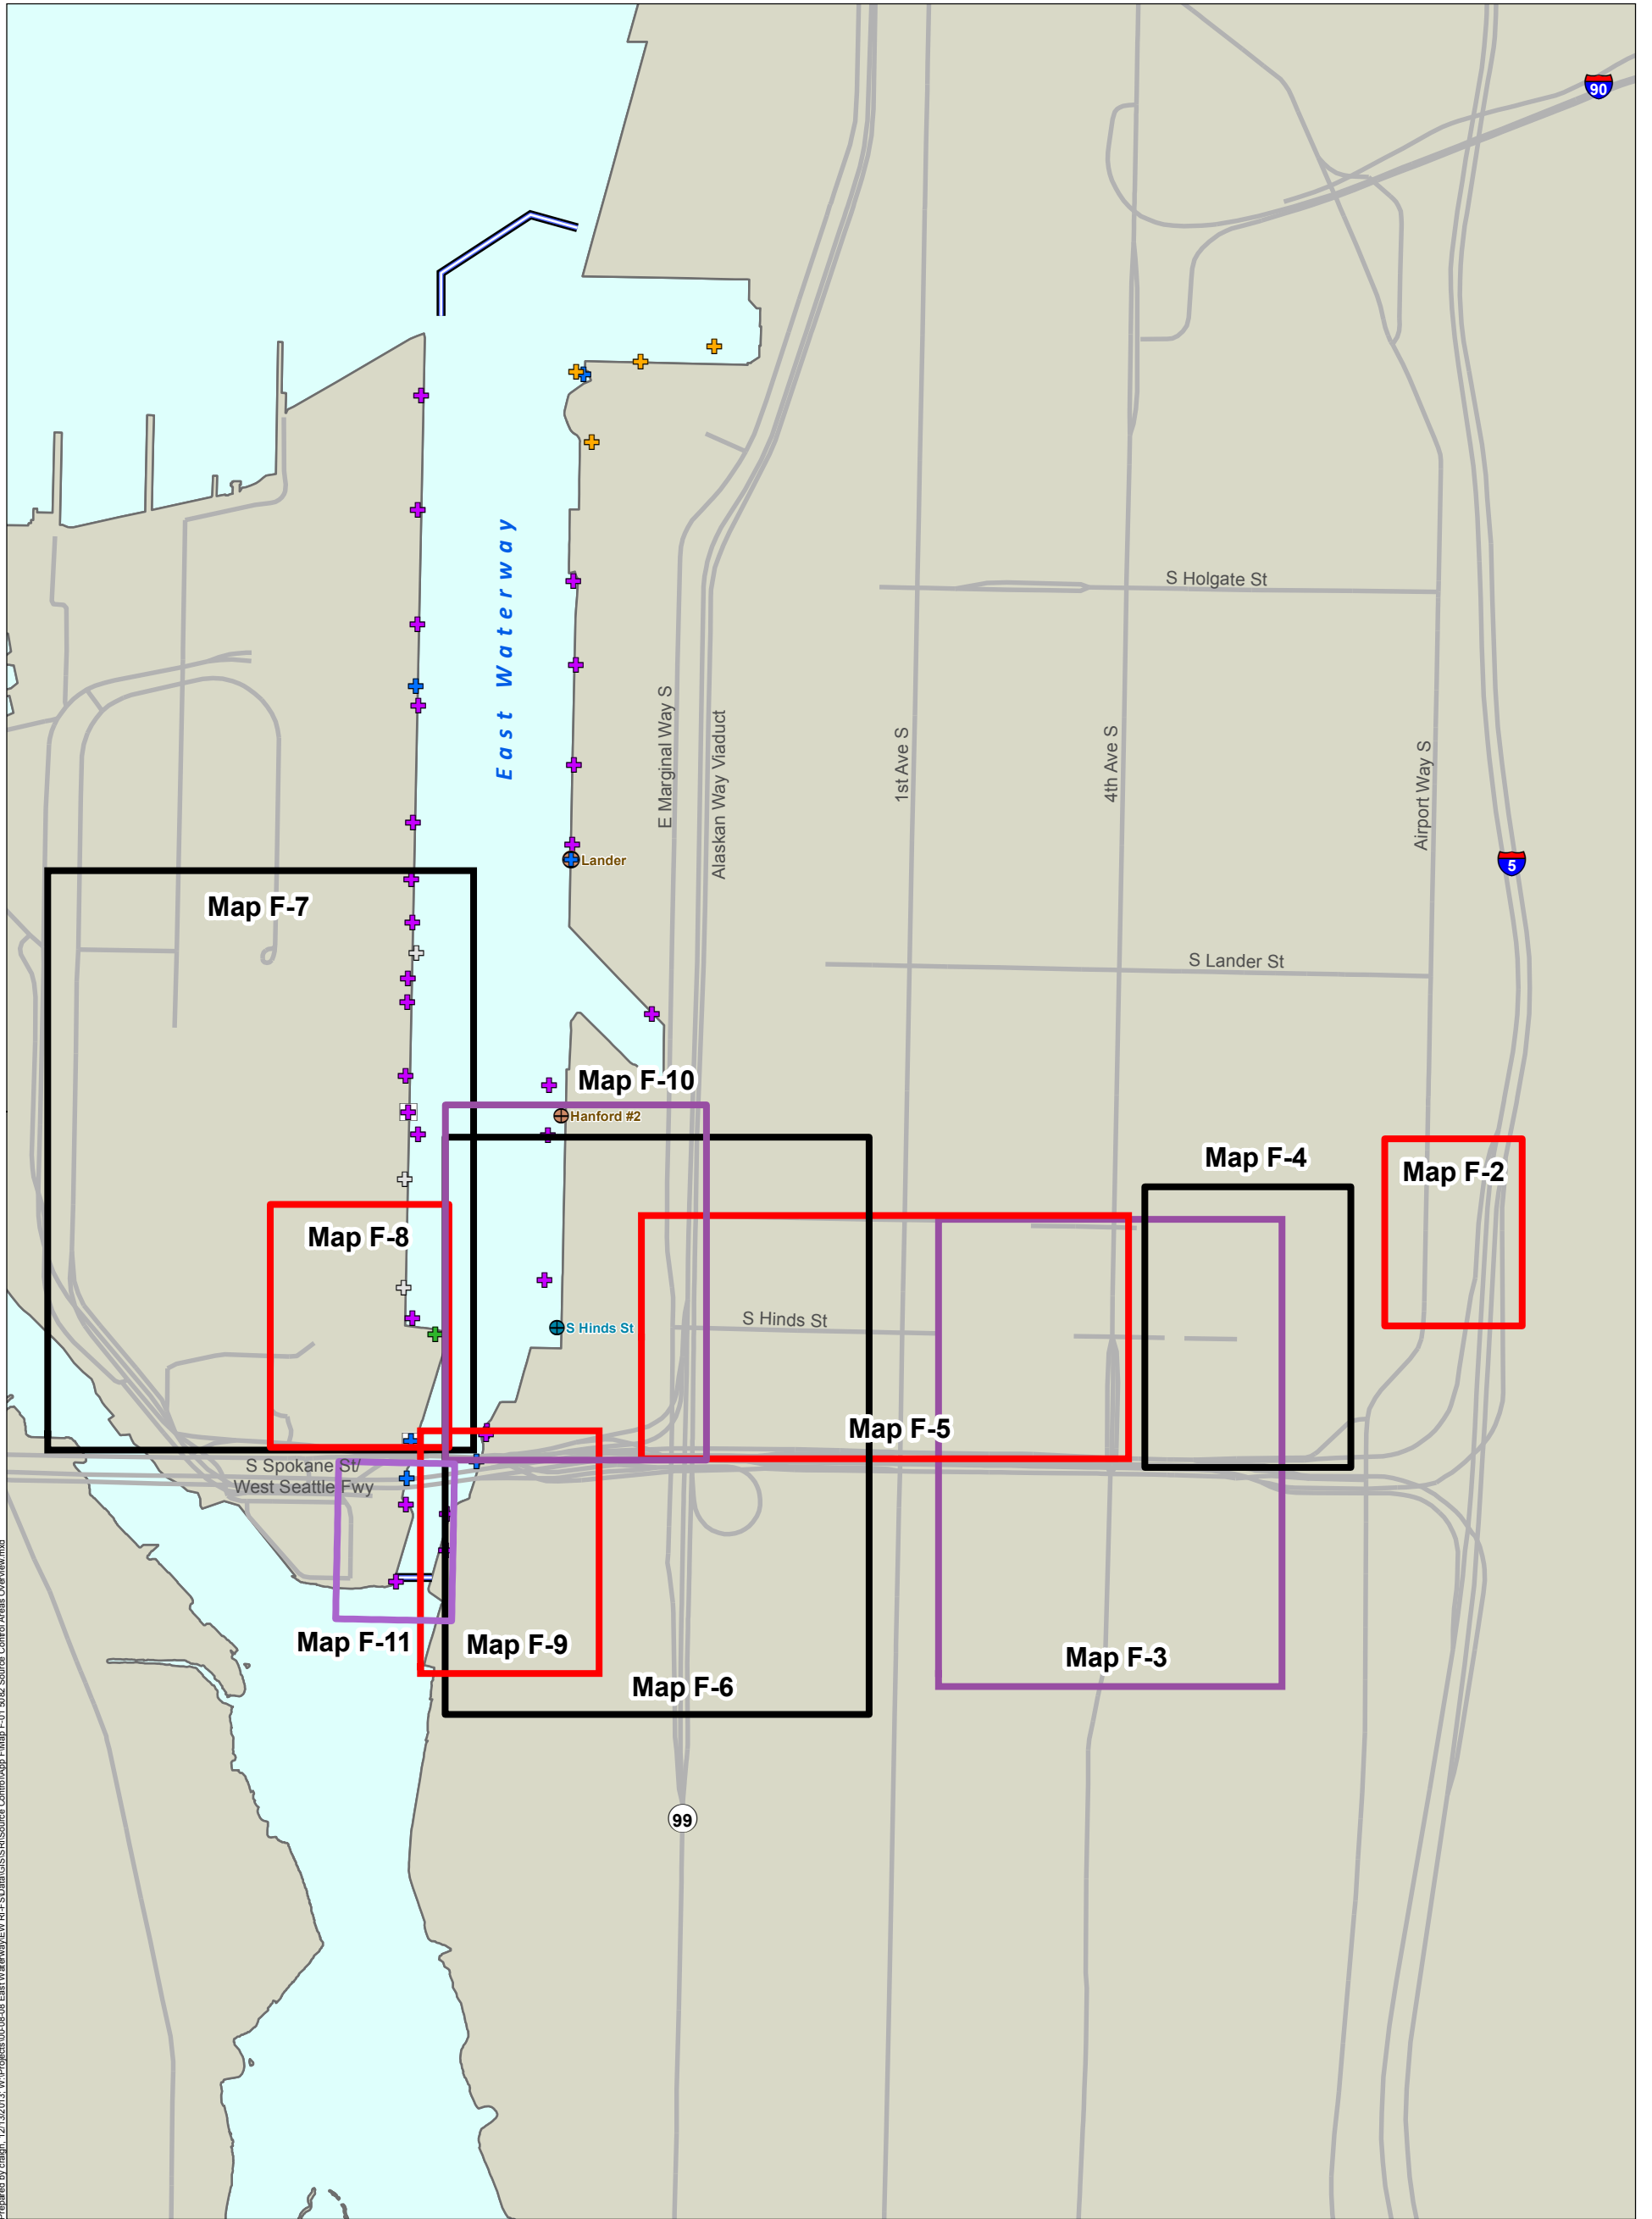 90
East Waterway
S Holgate St
E Marginal Way S
Alaskan Way Viaduct
1st Ave S
4th Ave S
Airport Way S
Lander
5
Map F-7
S Lander St
Map F-10
Hanford #2
Map F-4
Map F-2
Map F-8
S Hinds St
S Hinds St
Map F-5
S Spokane St/
West Seattle Fwy
Map F-11
Map F-9
Map F-3
Map F-6
99